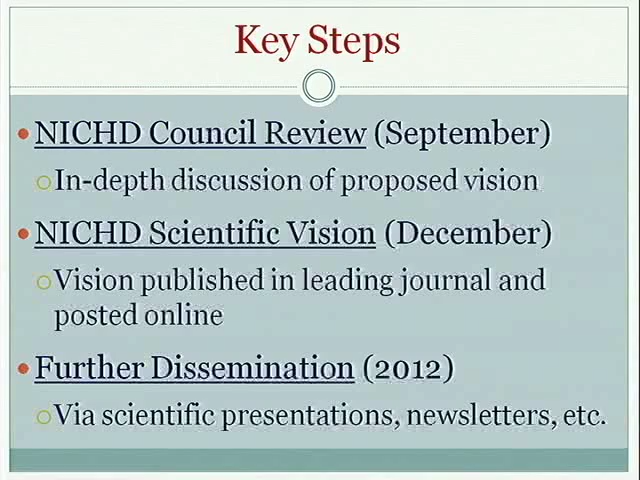 Key Steps
• NICHD Council Review (September)
○ In-depth discussion of proposed vision
• NICHD Scientific Vision (December)
○ Vision published in leading journal and
posted online
• Further Dissemination (2012)
○ Via scientific presentations, newsletters, etc.